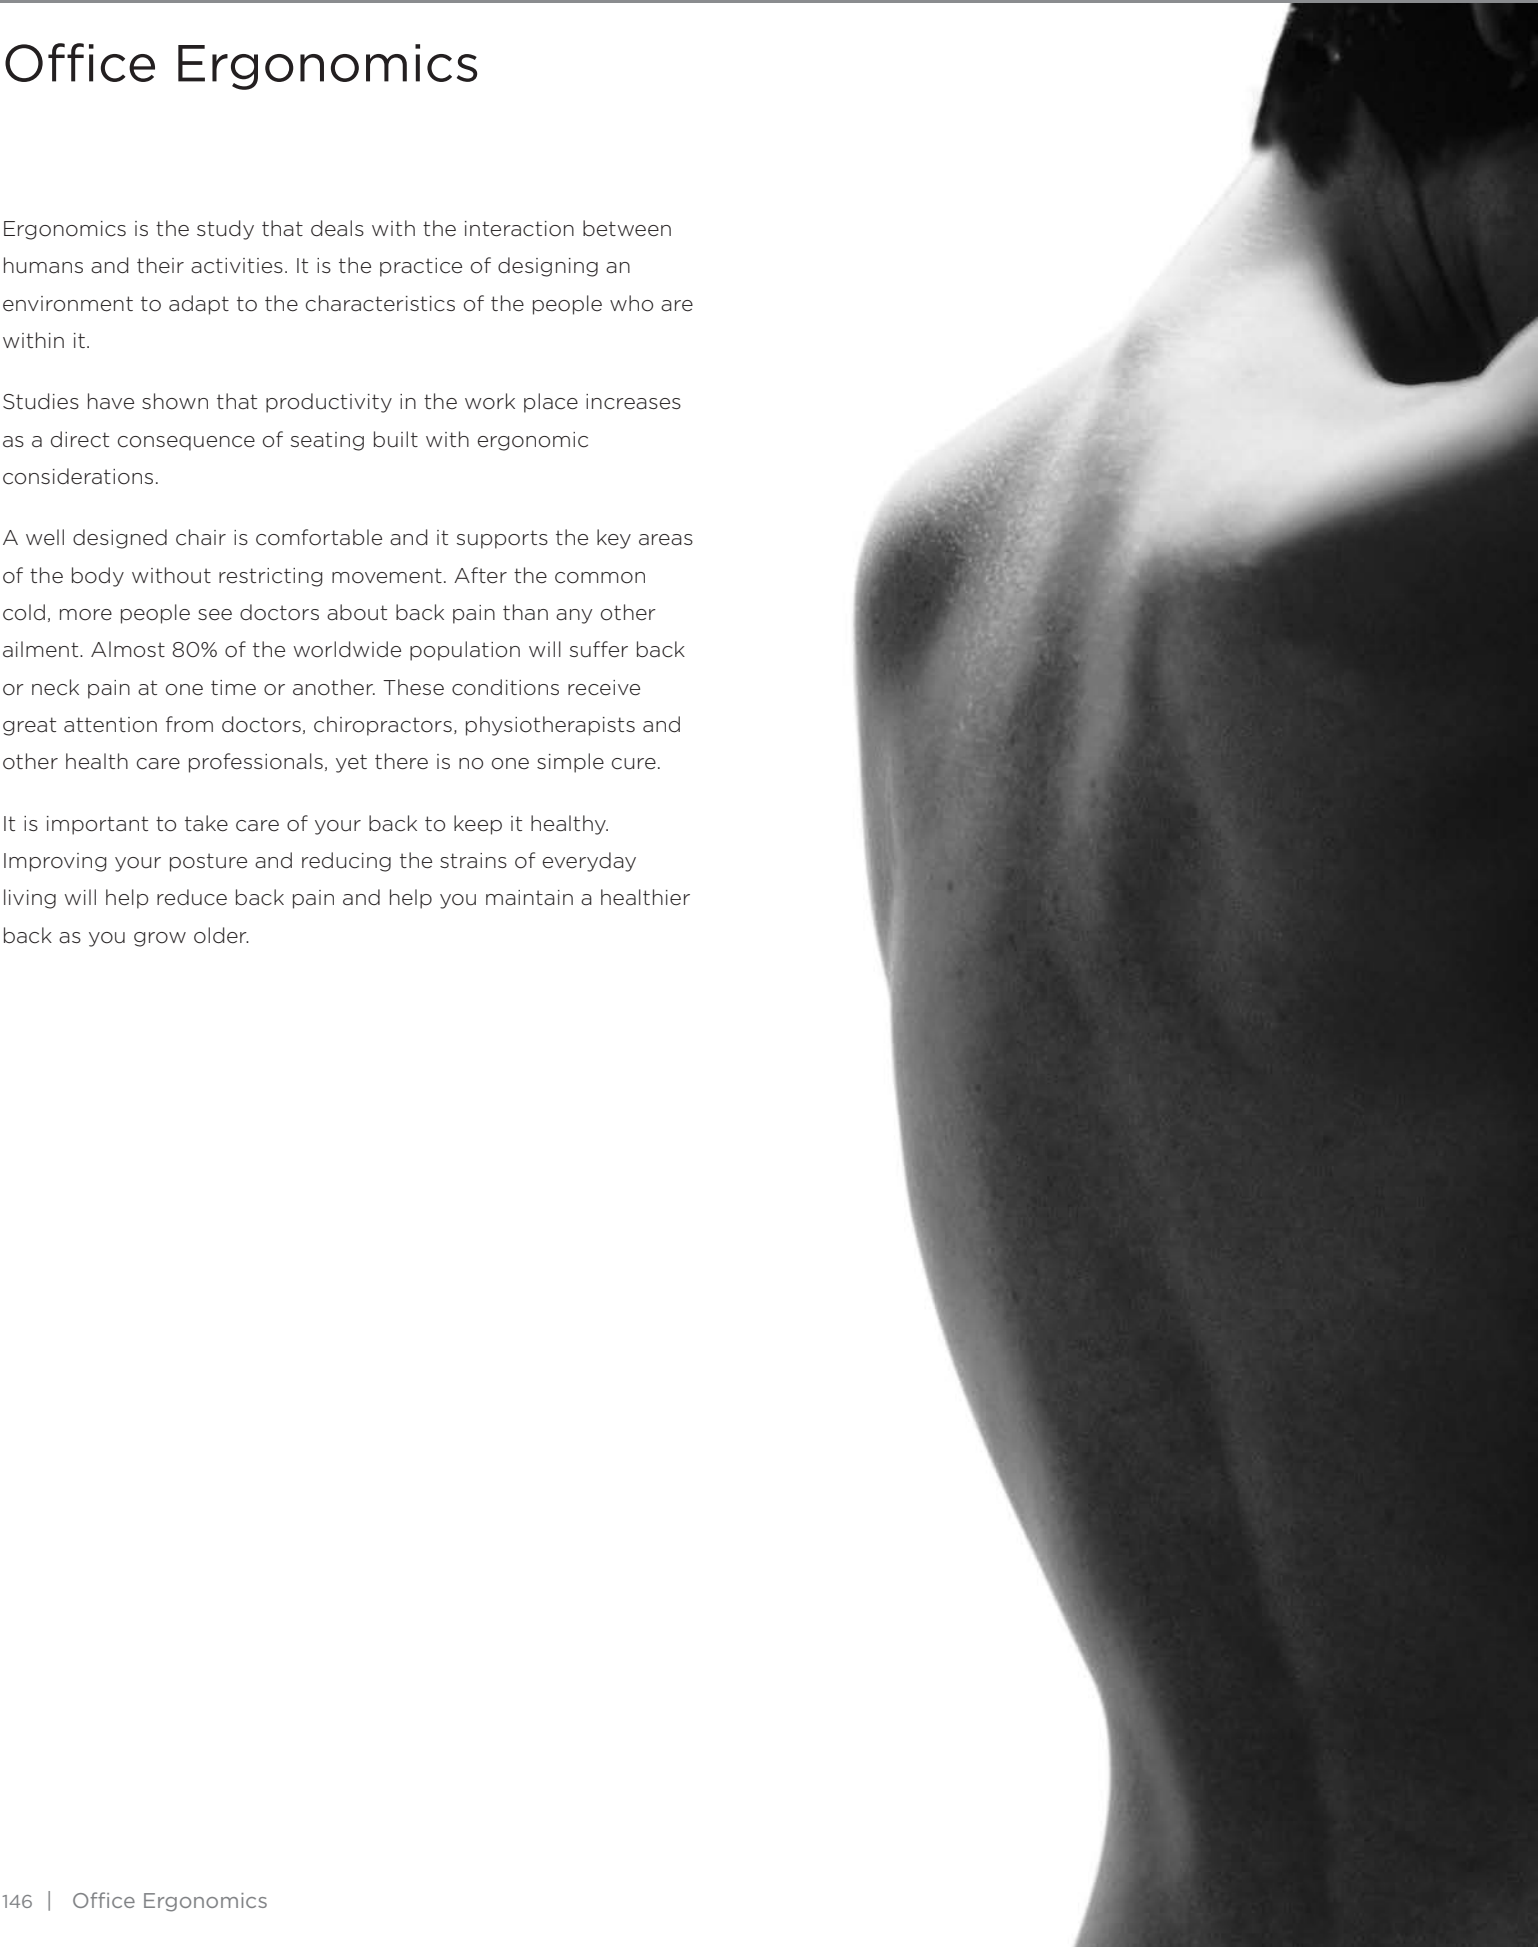 Office Ergonomics
Ergonomics is the study that deals with the interaction between
humans and their activities. It is the practice of designing an
environment to adapt to the characteristics of the people who are
within it.
Studies have shown that productivity in the work place increases
as a direct consequence of seating built with ergonomic
considerations.
A well designed chair is comfortable and it supports the key areas
of the body without restricting movement. After the common
cold, more people see doctors about back pain than any other
ailment. Almost 80% of the worldwide population will suffer back
or neck pain at one time or another. These conditions receive
great attention from doctors, chiropractors, physiotherapists and
other health care professionals, yet there is no one simple cure.
It is important to take care of your back to keep it healthy.
Improving your posture and reducing the strains of everyday
living will help reduce back pain and help you maintain a healthier
back as you grow older.
146 | Office Ergonomics